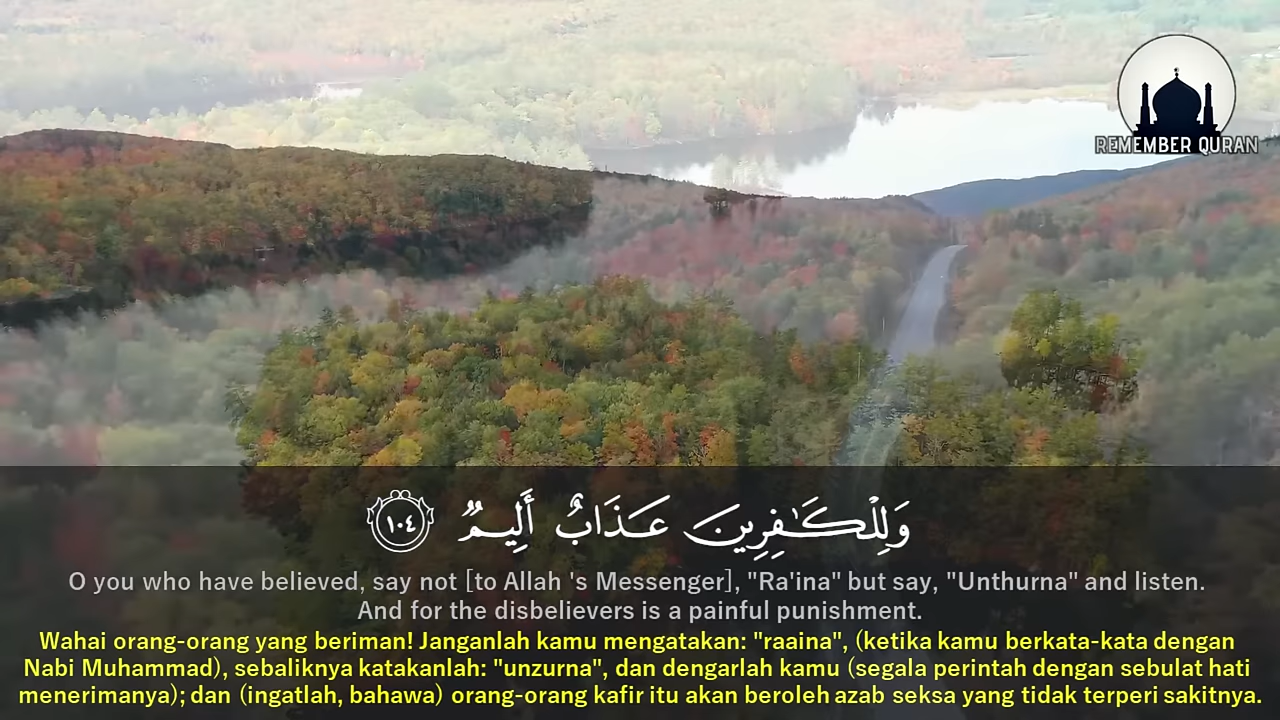 REMEMBER QURAN
وَلِلْكَـٰفِرِينَ عَذَابٌ أَلِيمٌ ١٠٤
O you who have believed, say not [to Allah 's Messenger], "Ra'ina" but say, "Unthurna" and listen.
And for the disbelievers is a painful punishment.
Wahai orang-orang yang beriman! Janganlah kamu mengatakan: "raaina", (ketika kamu berkata-kata dengan
Nabi Muhammad), sebaliknya katakanlah: "unzurna", dan dengarlah kamu (segala perintah dengan sebulat hati
menerimanya); dan (ingatlah, bahawa) orang-orang kafir itu akan beroleh azab seksa yang tidak terperi sakitnya.